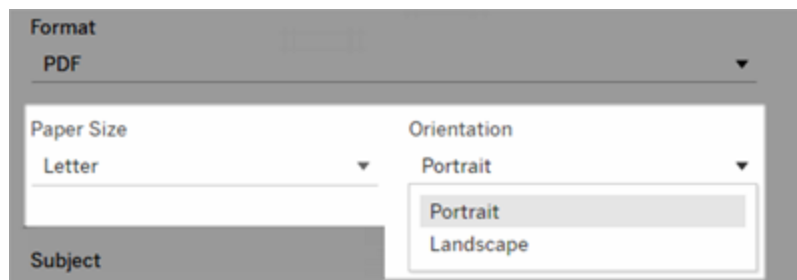 Format
PDF
Paper Size
Letter
Orientation
Portrait
Portrait
Landscape
Subject